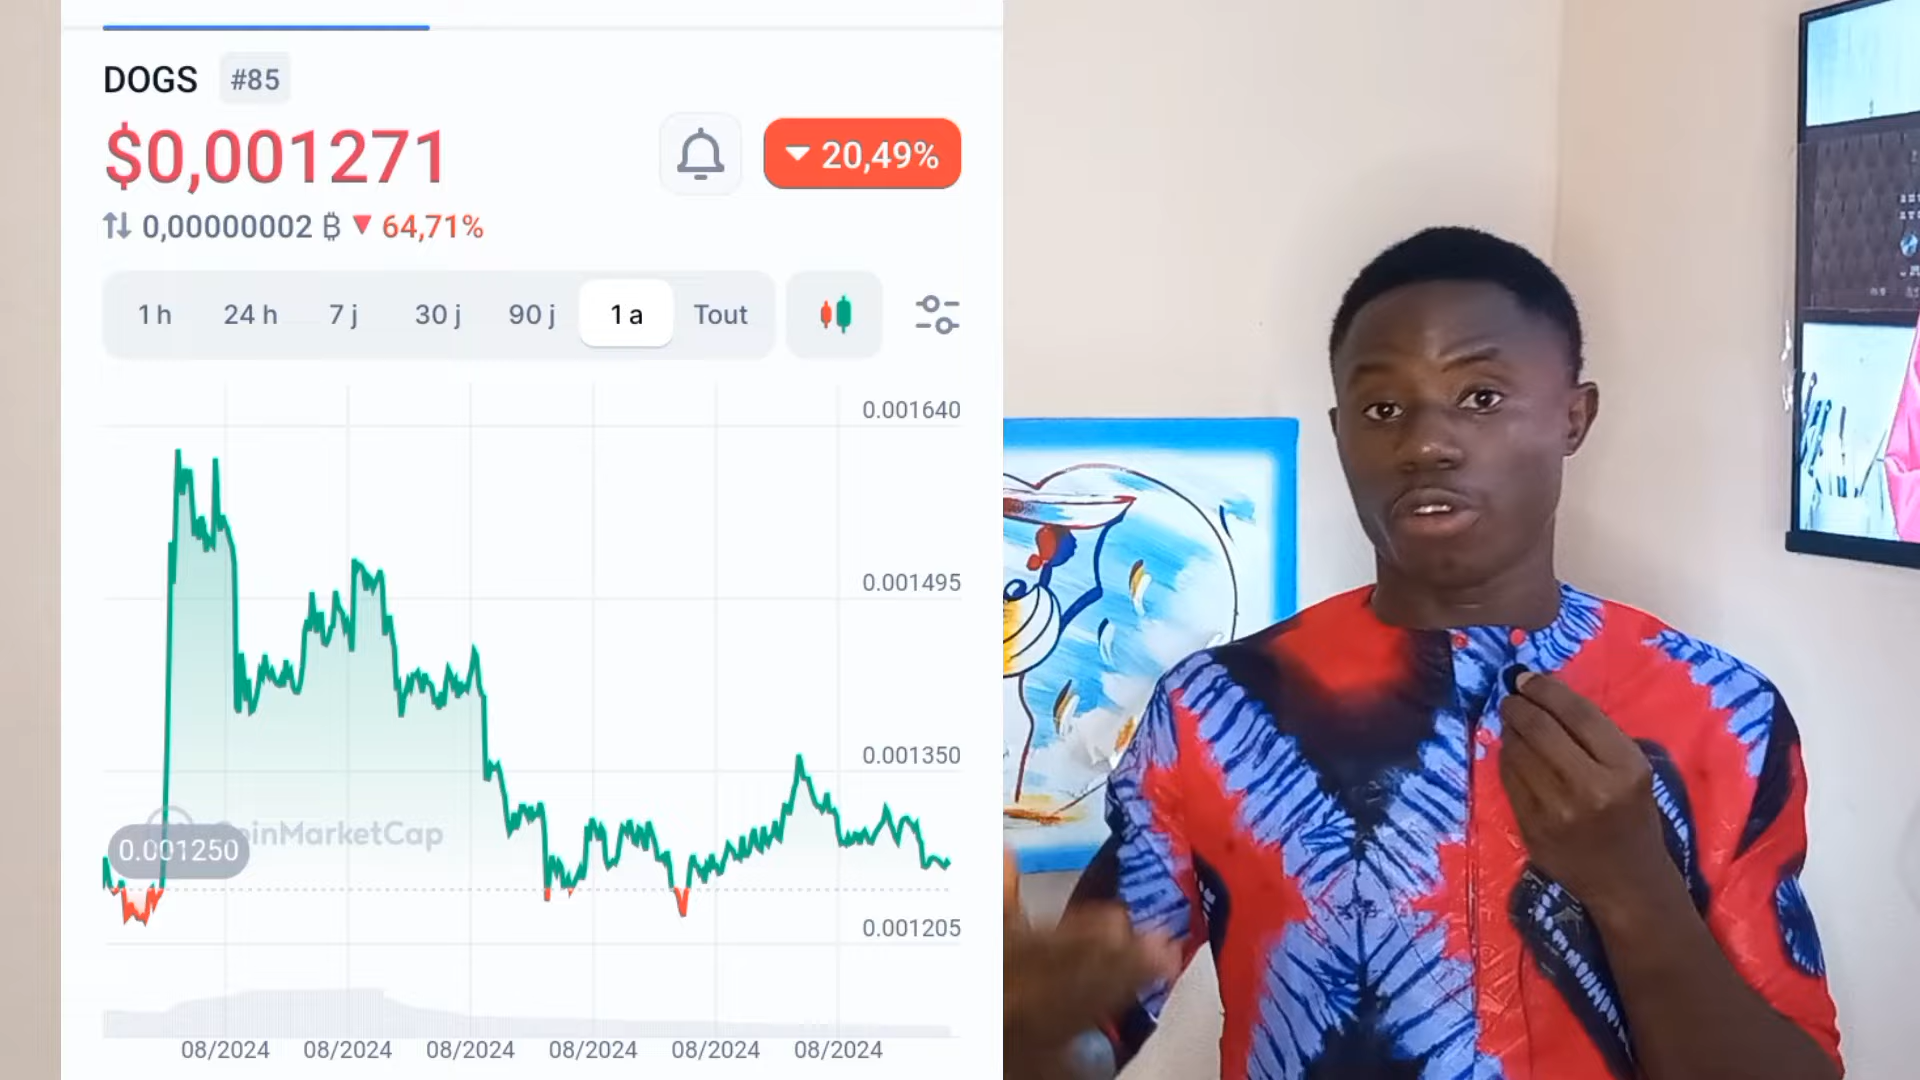 DOGS #85
$0,001271
20,49%
0,00000002 ₿ 64,71%
1 h 24 h 7 j 30 j 90 j 1 a Tout
0.001640
0.001495
0.001350
inMarketCap
0.001250
0.001205
08/2024 08/2024 08/2024 08/2024 08/2024 08/2024